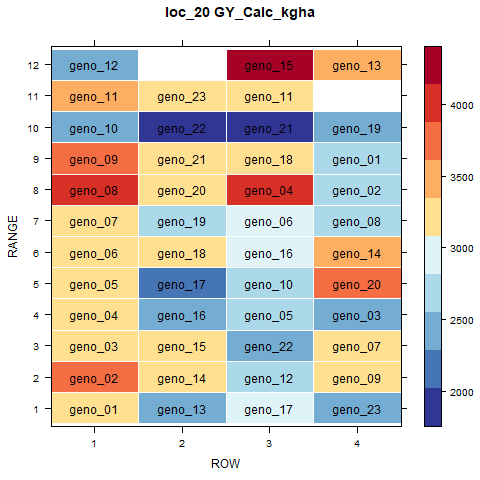 loc_20 GY_Calc_kgha
12 geno_12 geno_15 geno_13
11 geno_11 geno_23 geno_11
10 geno_10 geno_22 geno_21 geno_19
9 geno_09 geno_21 geno_18 geno_01
8 geno_08 geno_20 geno_04 geno_02
7 geno_07 geno_19 geno_06 geno_08
6 geno_06 geno_18 geno_16 geno_14
5 geno_05 geno_17 geno_10 geno_20
4 geno_04 geno_16 geno_05 geno_03
3 geno_03 geno_15 geno_22 geno_07
2 geno_02 geno_14 geno_12 geno_09
1 geno_01 geno_13 geno_17 geno_23
1 2 3 4
ROW
RANGE
4000
3500
3000
2500
2000